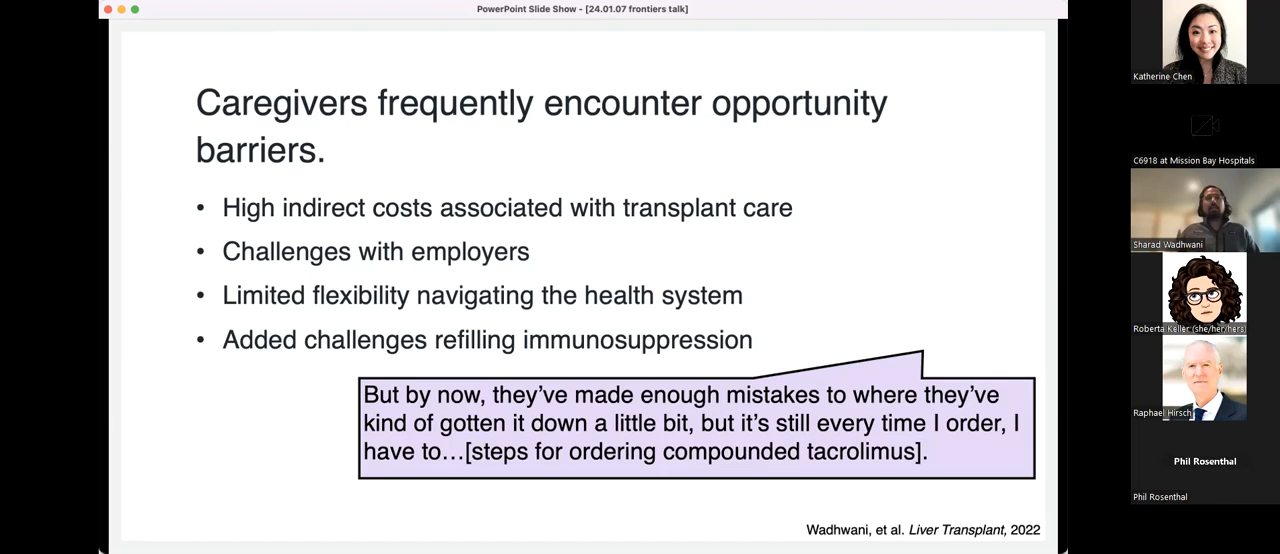 PowerPoint Slide Show - [24.01.07 frontiers talk]
Caregivers frequently encounter opportunity
barriers.
• High indirect costs associated with transplant care
• Challenges with employers
• Limited flexibility navigating the health system
• Added challenges refilling immunosuppression
But by now, they’ve made enough mistakes to where they’ve
kind of gotten it down a little bit, but it’s still every time I order, I
have to…[steps for ordering compounded tacrolimus].
Wadhwani, et al. Liver Transplant, 2022
Katherine Chen
C6918 at Mission Bay Hospitals
Sharad Wadhwani
Roberta Keller (she/her/hers)
Raphael Hirsch
Phil Rosenthal
Phil Rosenthal